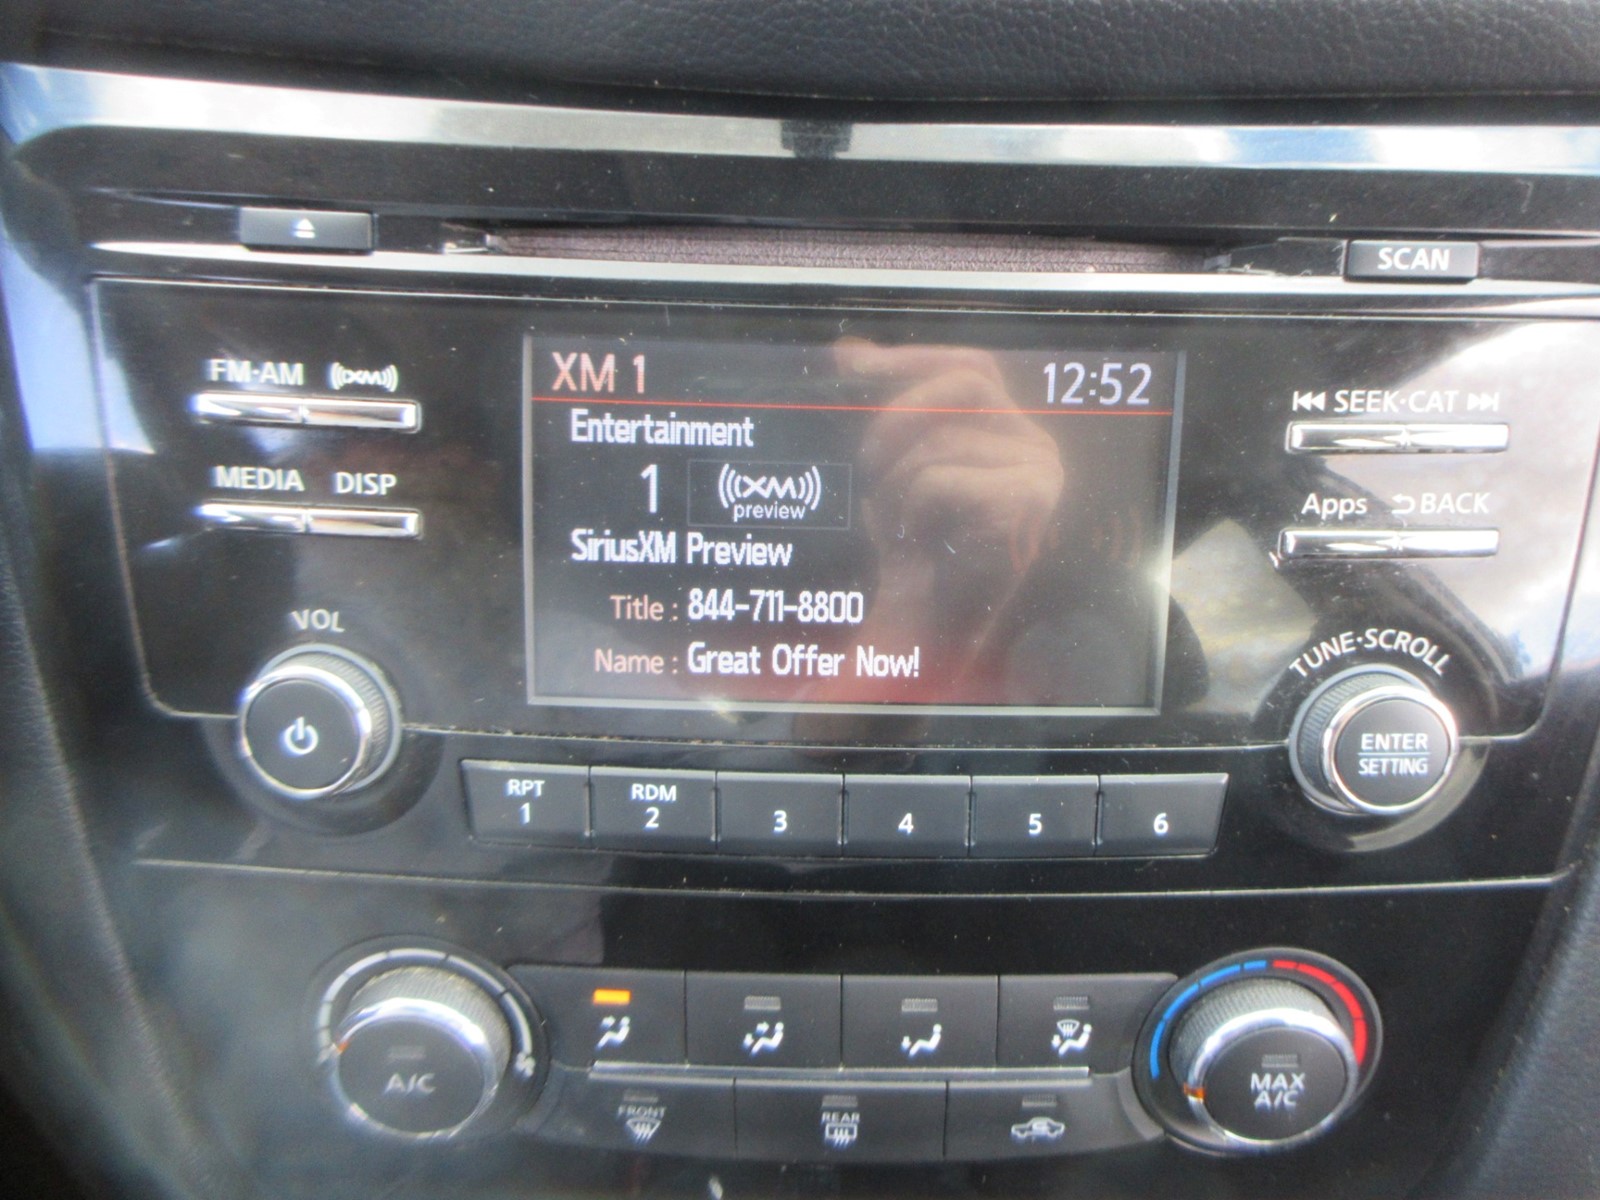 SCAN
FM·AM XM
XM 1 12:52
SEEK·CAT
Entertainment
MEDIA DISP
1 XM
preview
Apps BACK
SiriusXM Preview
Title : 844-711-8800
VOL
Name : Great Offer Now!
TUNE·SCROLL
ENTER
SETTING
RPT
1
RDM
2
3
4
5
6
A/C
MAX
A/C
FRONT
REAR